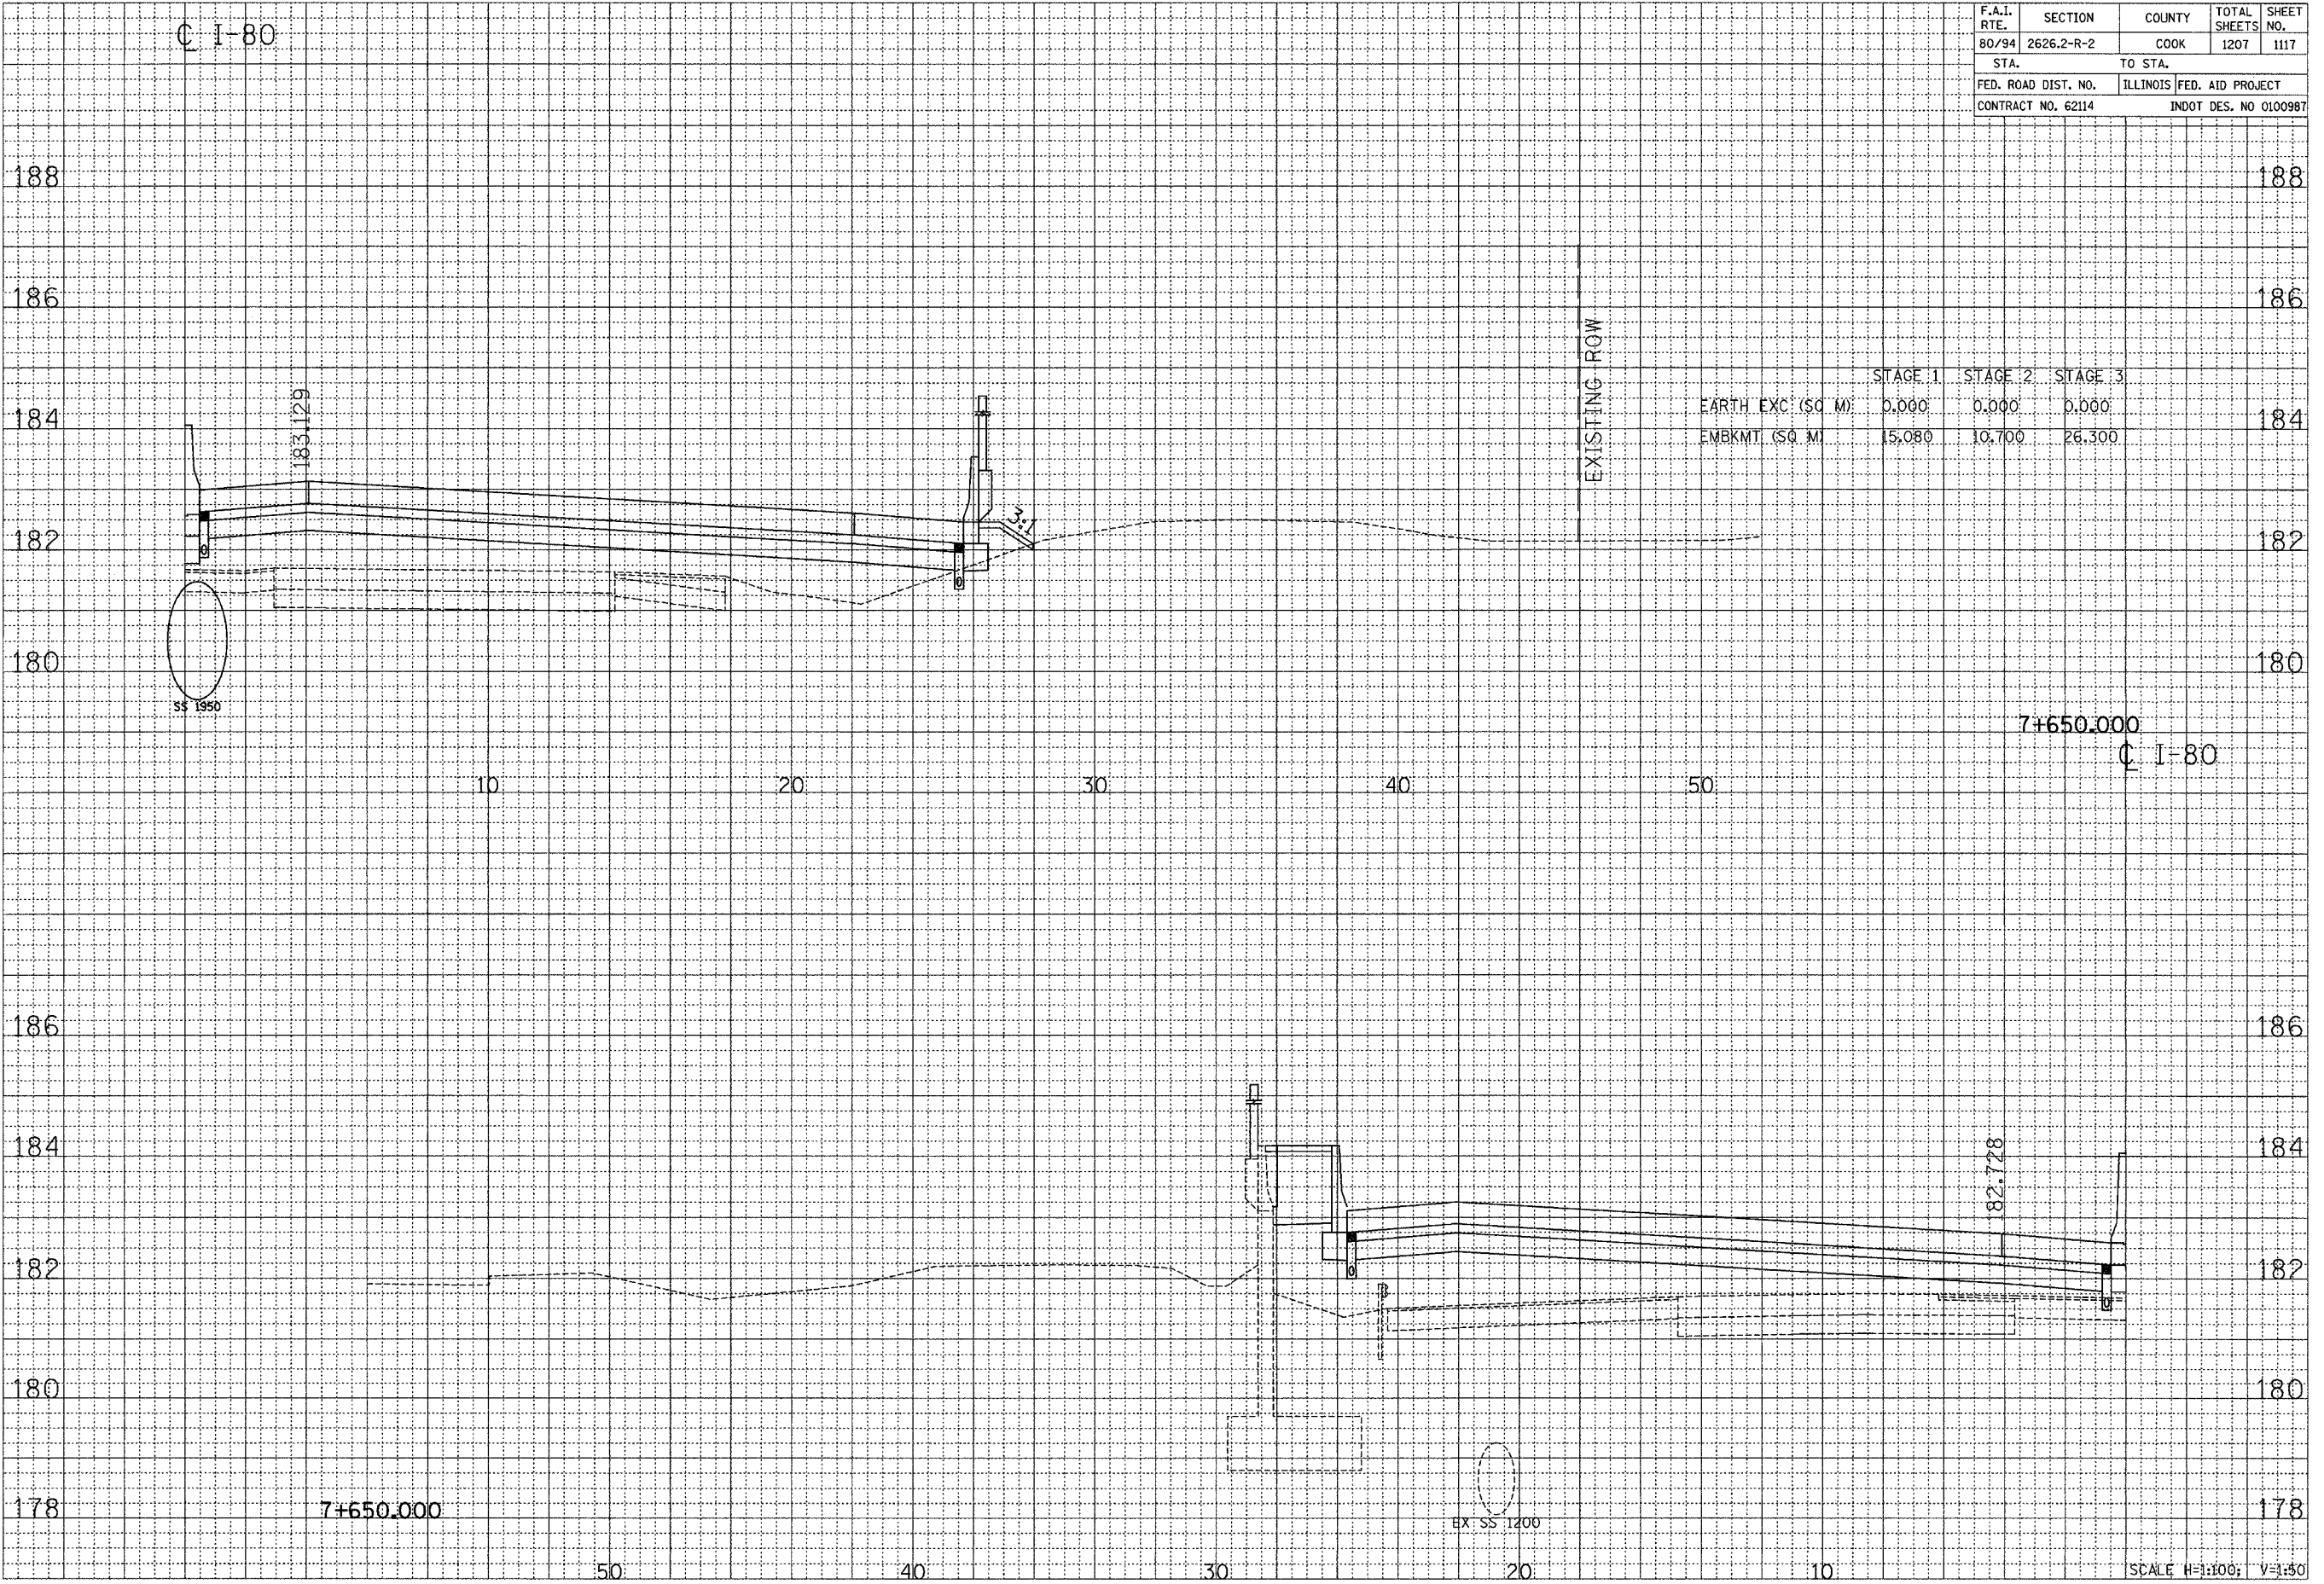 ℄ I-80
F.A.I. RTE. SECTION COUNTY TOTAL SHEETS SHEET NO.
80/94 2626.2-R-2 COOK 1207 1117
STA. TO STA.
FED. ROAD DIST. NO. ILLINOIS FED. AID PROJECT
CONTRACT NO. 62114 INDOT DES. NO 0100987
188 188
186 186
EXISTING ROW
STAGE 1 STAGE 2 STAGE 3
183.129
EARTH EXC (SQ M) 0.000 0.000 0.000
184 184
EMBKMT (SQ M) 15.080 10.700 26.300
3:1
182 182
180 180
SS 1950
7+650.000
℄ I-80
10 20 30 40 50
186 186
184 184
182.728
182 182
180 180
178 178
7+650.000
EX SS 1200
50 40 30 20 10
SCALE H=1:100; V=1:50